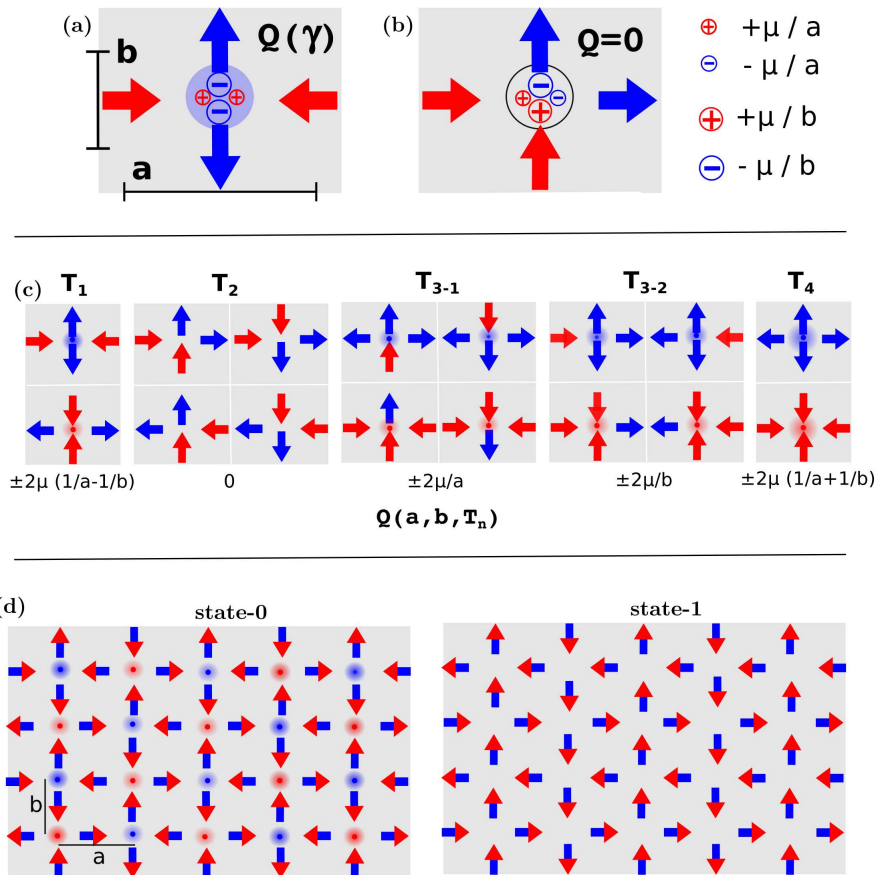 (a)
Q(γ)
b
a
(b)
Q=0
+μ/a
- μ/a
+μ/b
- μ/b
(c)
T1 T2 T3-1 T3-2 T4
±2μ (1/a-1/b) 0 ±2μ/a ±2μ/b ±2μ (1/a+1/b)
Q(a,b,Tn)
(d)
state-0 state-1
b
a